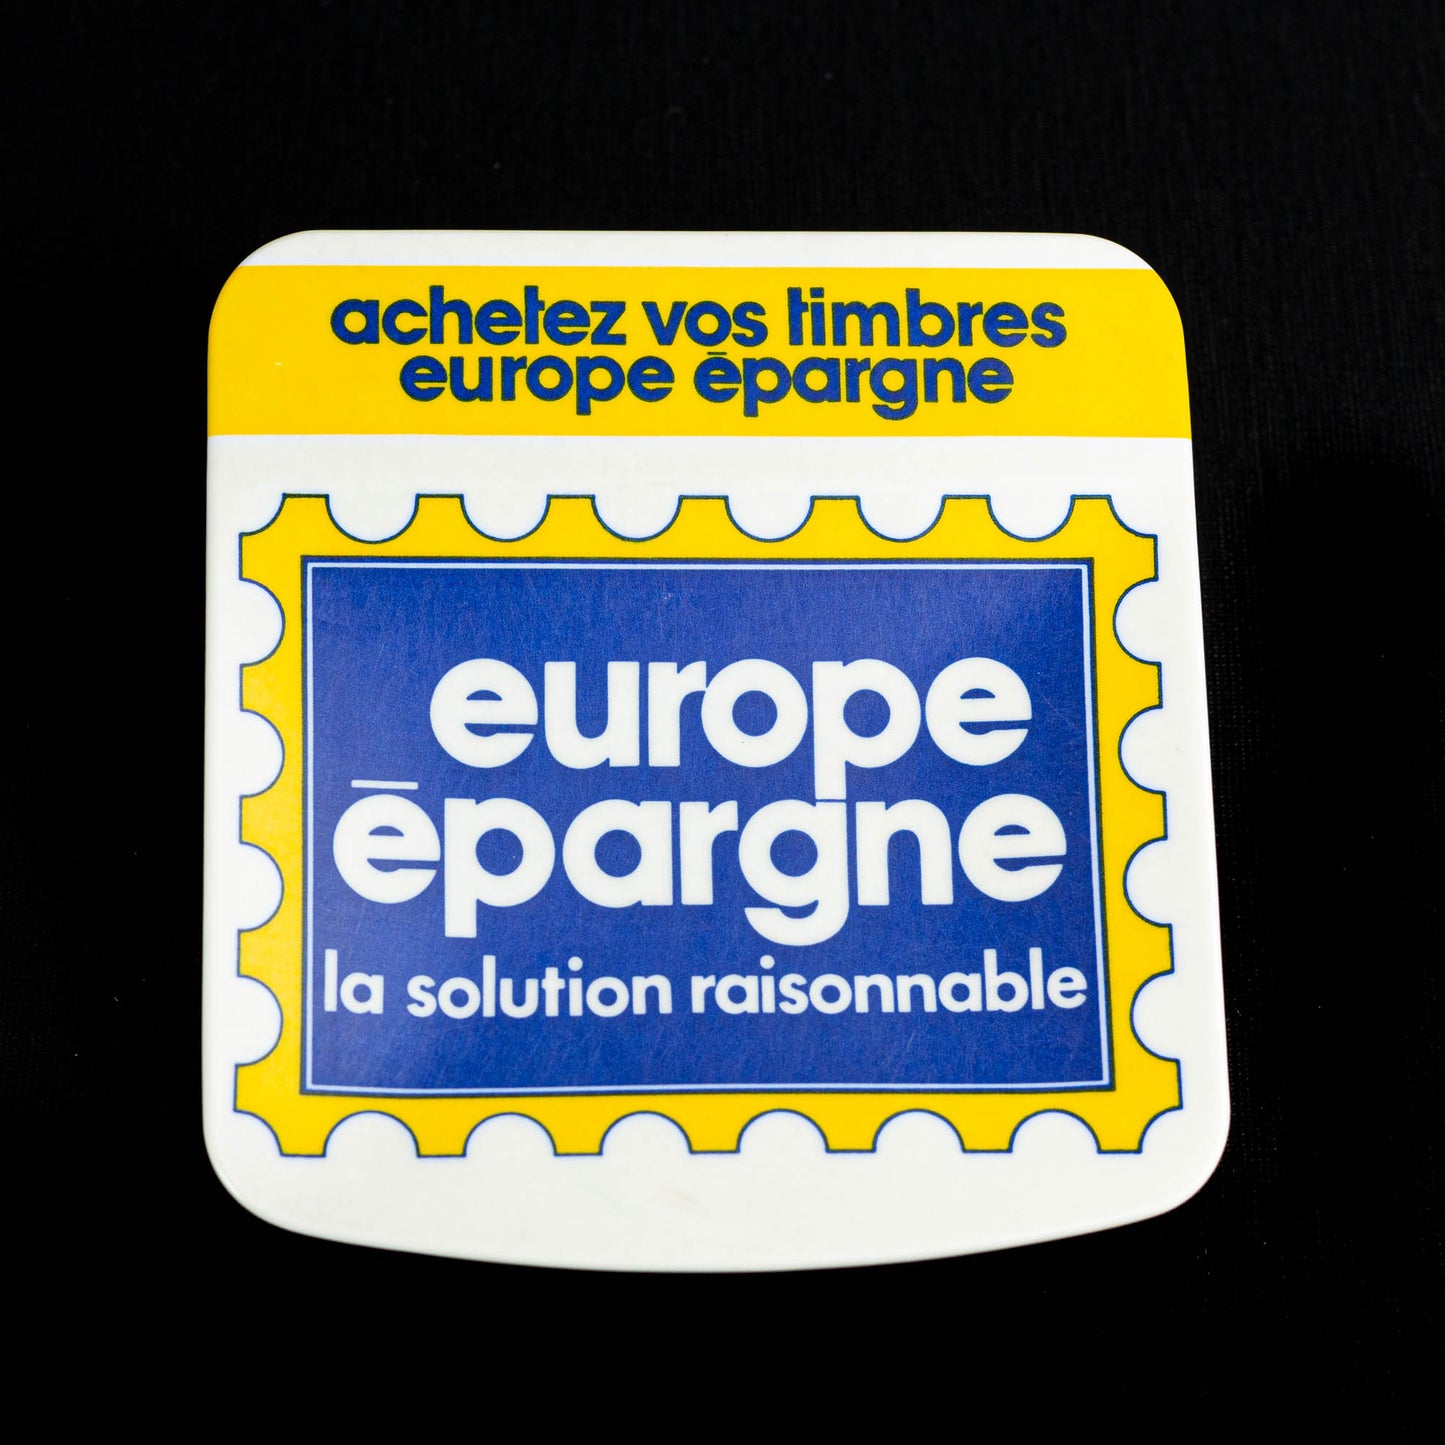 achetez vos timbres
europe ēpargne
europe
ēpargne
la solution raisonnable